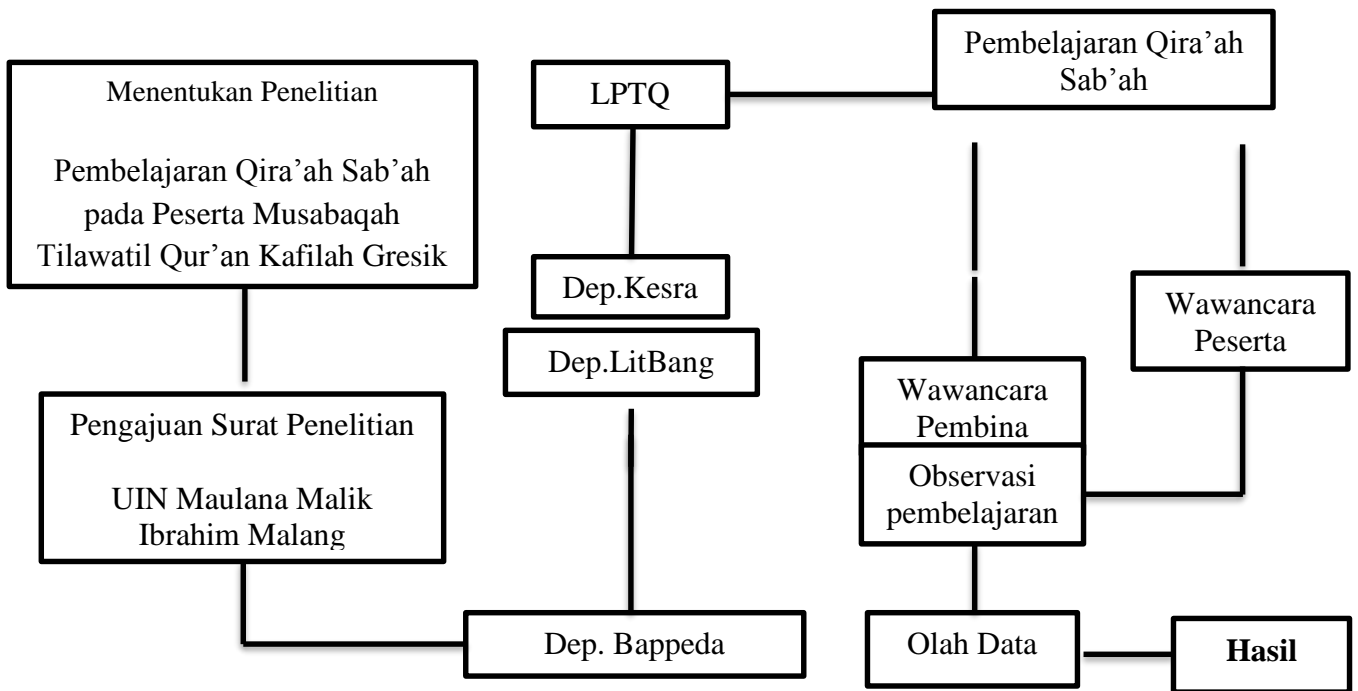 Menentukan Penelitian
Pembelajaran Qira’ah Sab’ah
pada Peserta Musabaqah
Tilawatil Qur’an Kafilah Gresik
Pengajuan Surat Penelitian
UIN Maulana Malik
Ibrahim Malang
Dep. Bappeda
Dep.LitBang
Dep.Kesra
LPTQ
Pembelajaran Qira’ah
Sab’ah
Wawancara
Pembina
Wawancara
Peserta
Observasi
pembelajaran
Olah Data
Hasil